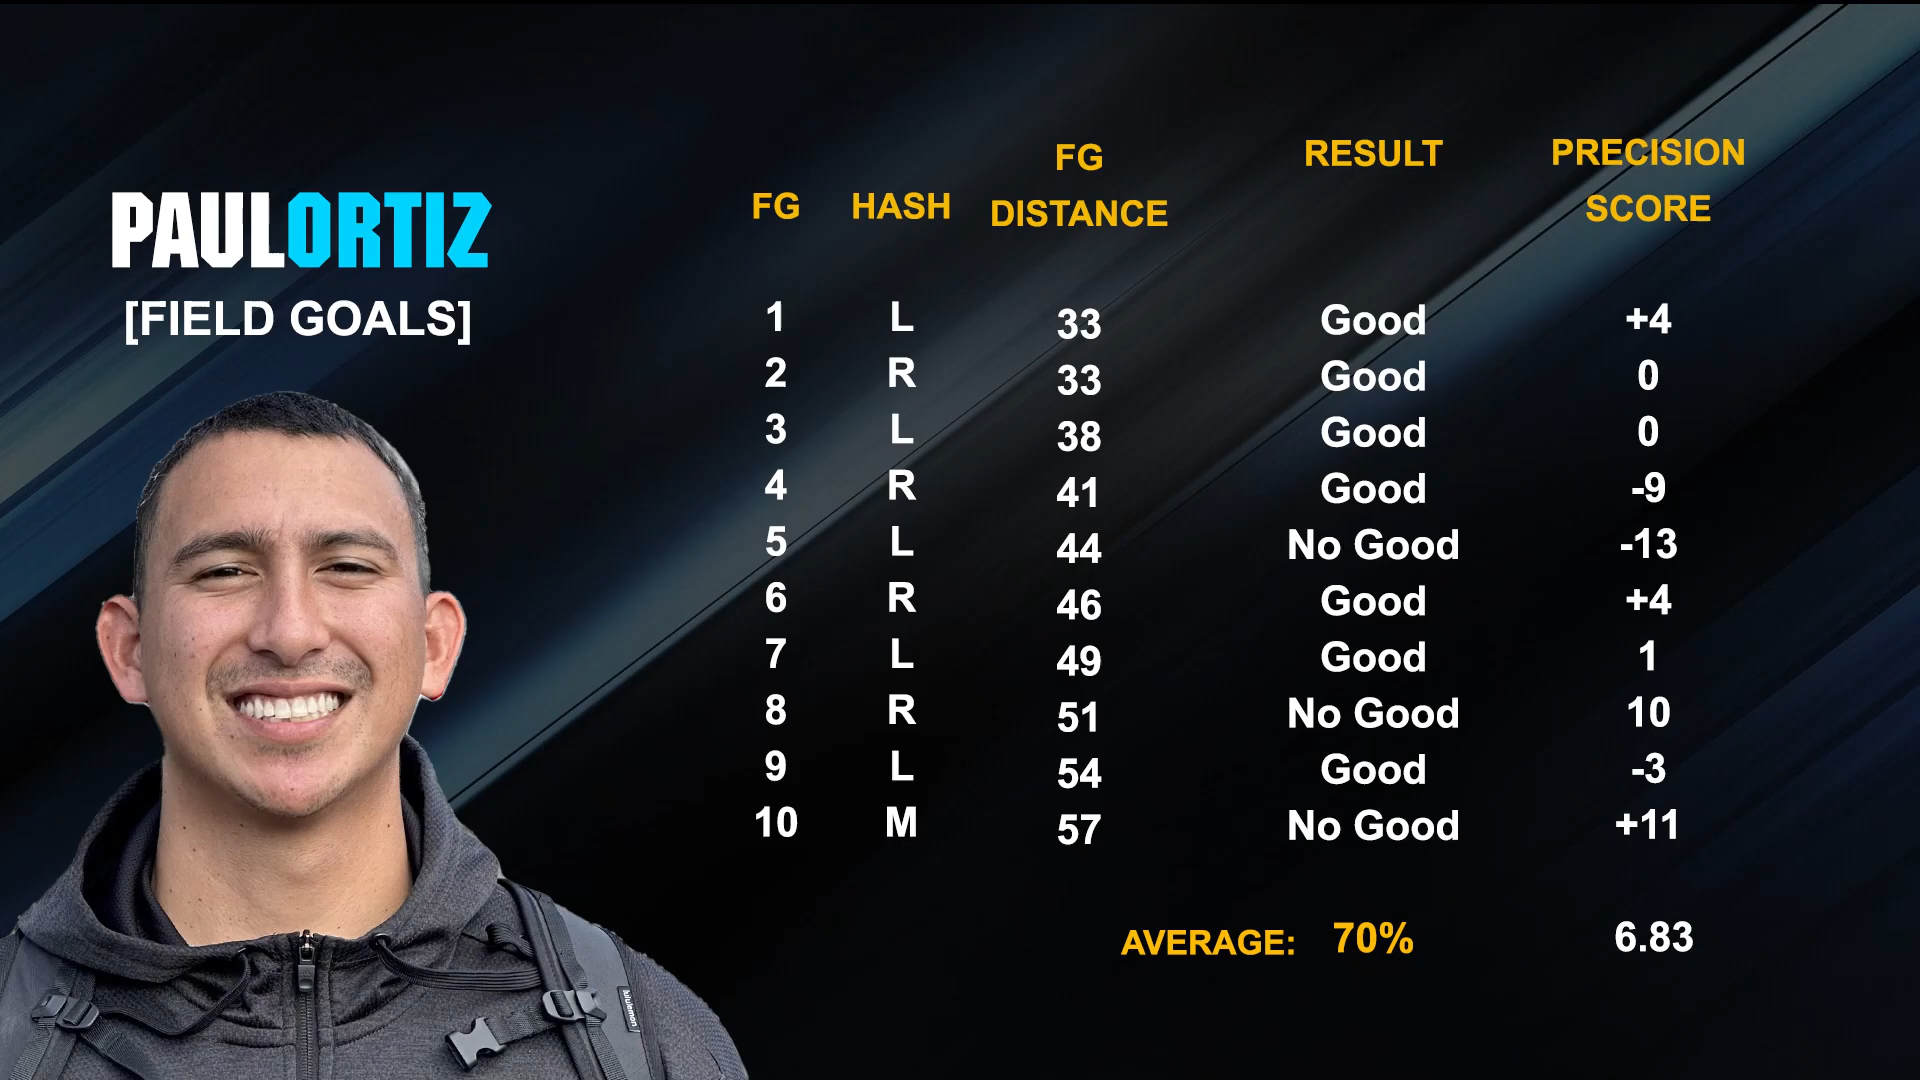 PAULORTIZ
[FIELD GOALS]
FG HASH FG DISTANCE RESULT PRECISION SCORE
1 L 33 Good +4
2 R 33 Good 0
3 L 38 Good 0
4 R 41 Good -9
5 L 44 No Good -13
6 R 46 Good +4
7 L 49 Good 1
8 R 51 No Good 10
9 L 54 Good -3
10 M 57 No Good +11
AVERAGE: 70% 6.83
lululemon